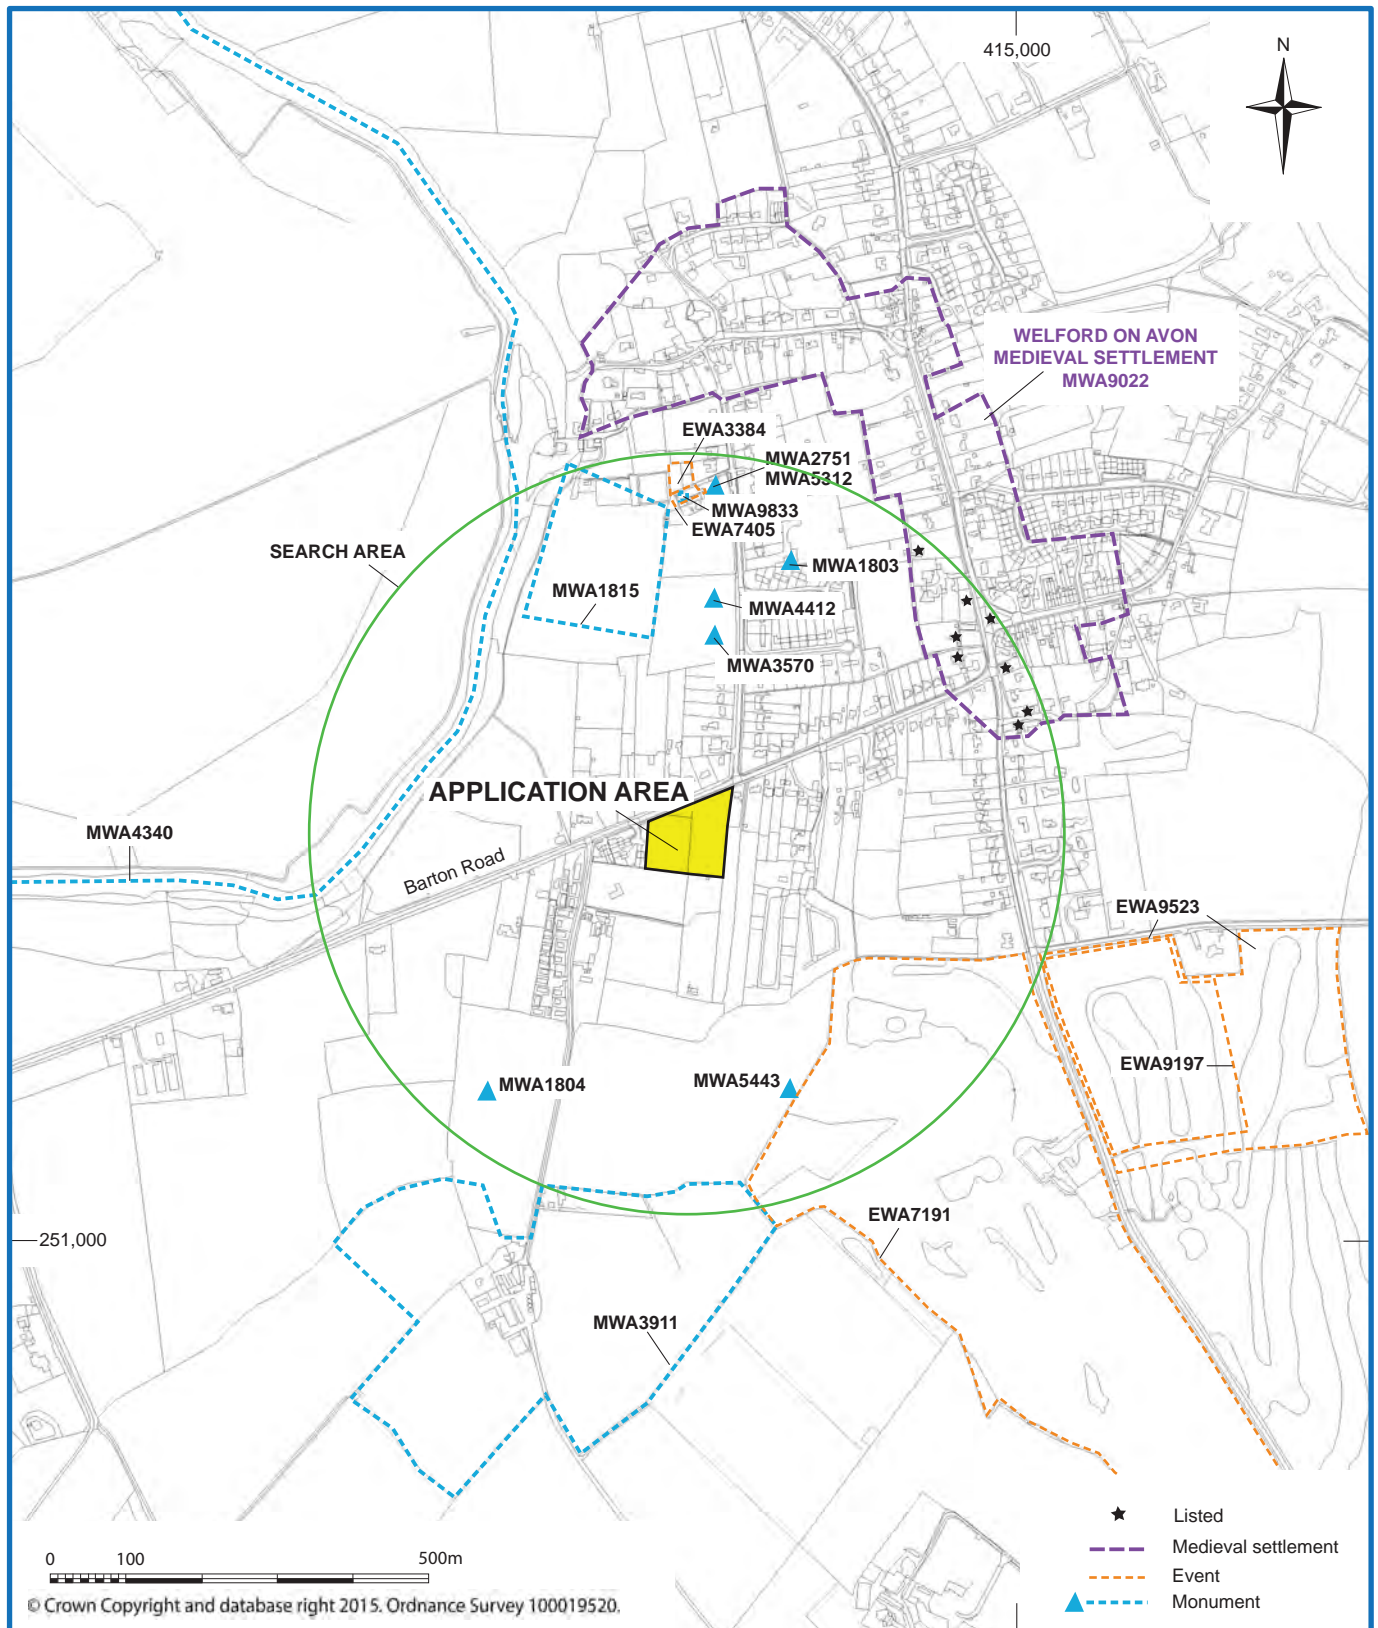 415,000
N
WELFORD ON AVON
MEDIEVAL SETTLEMENT
MWA9022
EWA3384
MWA2751
MWA5312
MWA9833
EWA7405
SEARCH AREA
MWA1803
MWA1815
MWA4412
MWA3570
APPLICATION AREA
MWA4340
Barton Road
EWA9523
EWA9197
MWA1804
MWA5443
EWA7191
251,000
MWA3911
Listed
Medieval settlement
Event
Monument
0 100 500m
© Crown Copyright and database right 2015. Ordnance Survey 100019520.